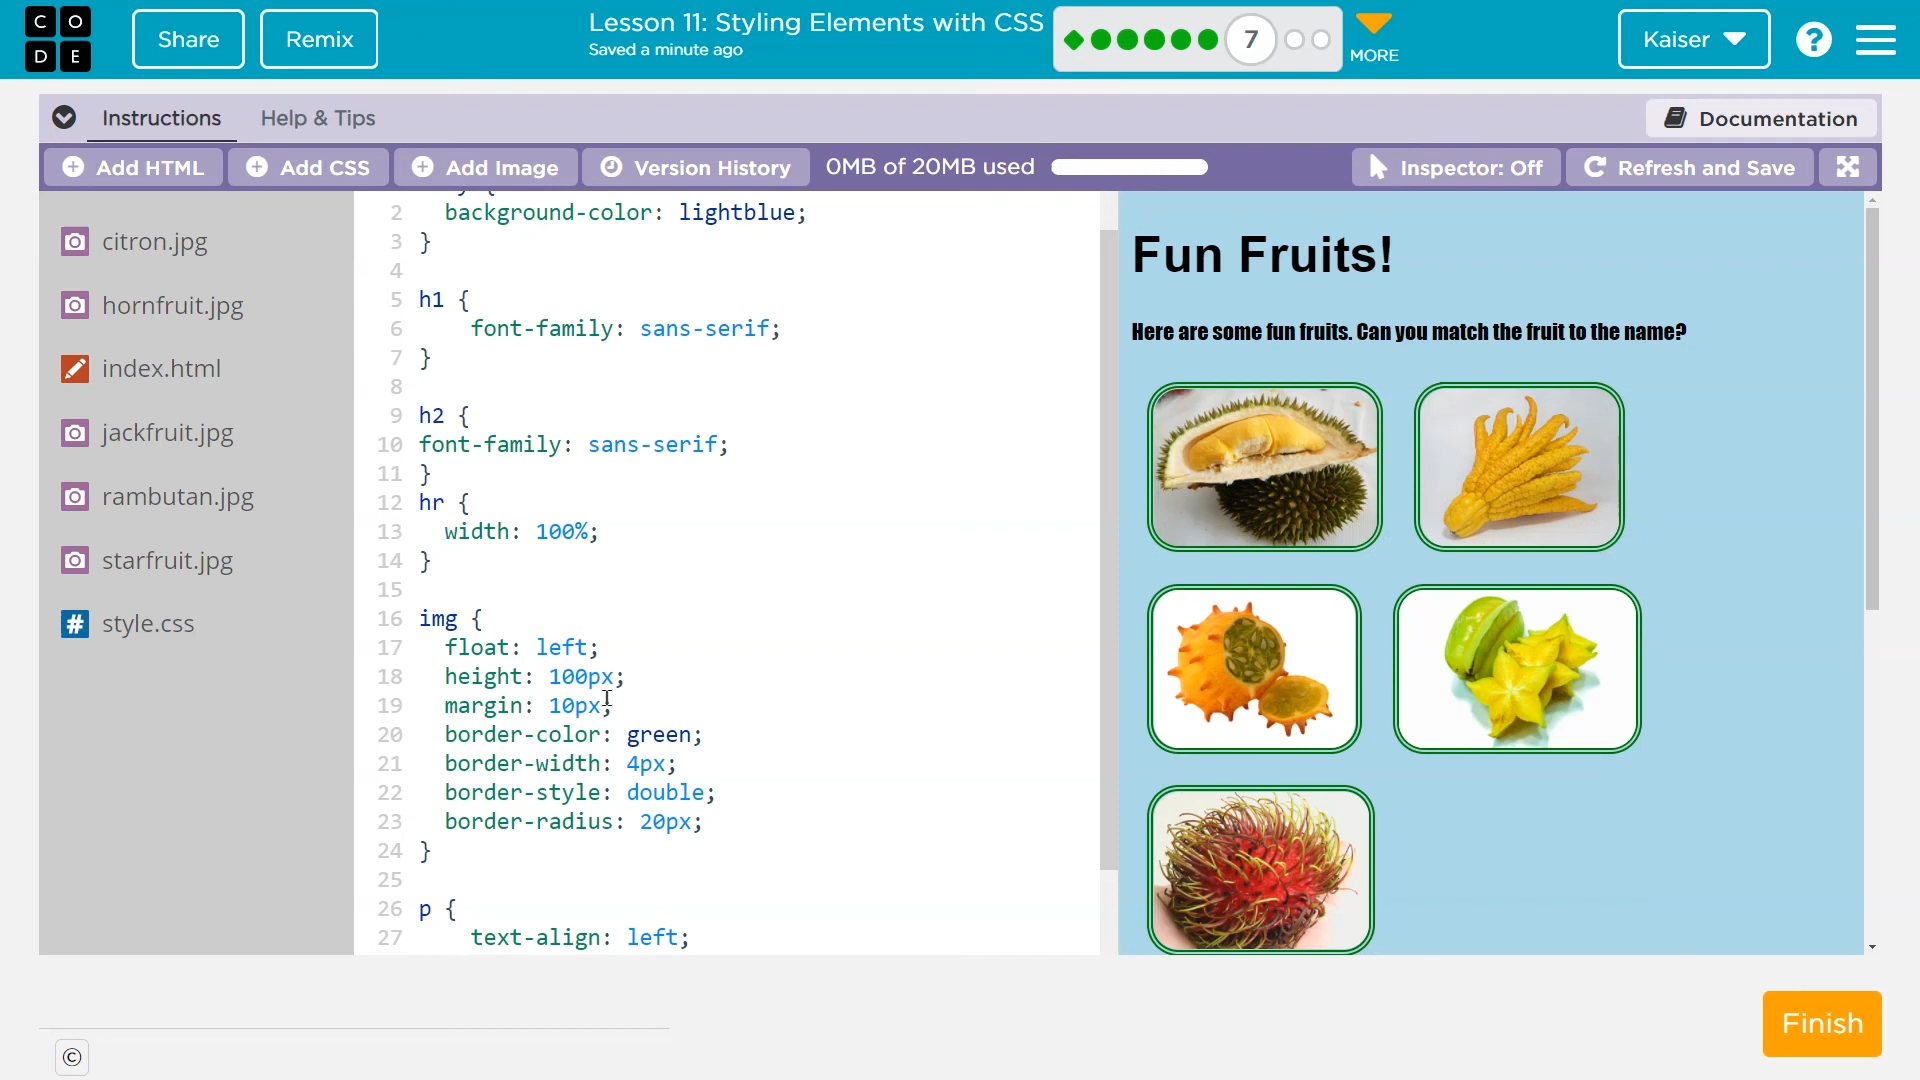 C O
D E
Share
Remix
Lesson 11: Styling Elements with CSS
Saved a minute ago
7
MORE
Kaiser
?
Instructions
Help & Tips
Documentation
Add HTML
Add CSS
Add Image
Version History
0MB of 20MB used
Inspector: Off
Refresh and Save
citron.jpg
hornfruit.jpg
index.html
jackfruit.jpg
rambutan.jpg
starfruit.jpg
# style.css
2 background-color: lightblue;
3 }
4
5 h1 {
6 font-family: sans-serif;
7 }
8
9 h2 {
10 font-family: sans-serif;
11 }
12 hr {
13 width: 100%;
14 }
15
16 img {
17 float: left;
18 height: 100px;
19 margin: 10px;
20 border-color: green;
21 border-width: 4px;
22 border-style: double;
23 border-radius: 20px;
24 }
25
26 p {
27 text-align: left;
Fun Fruits!
Here are some fun fruits. Can you match the fruit to the name?
Finish
©